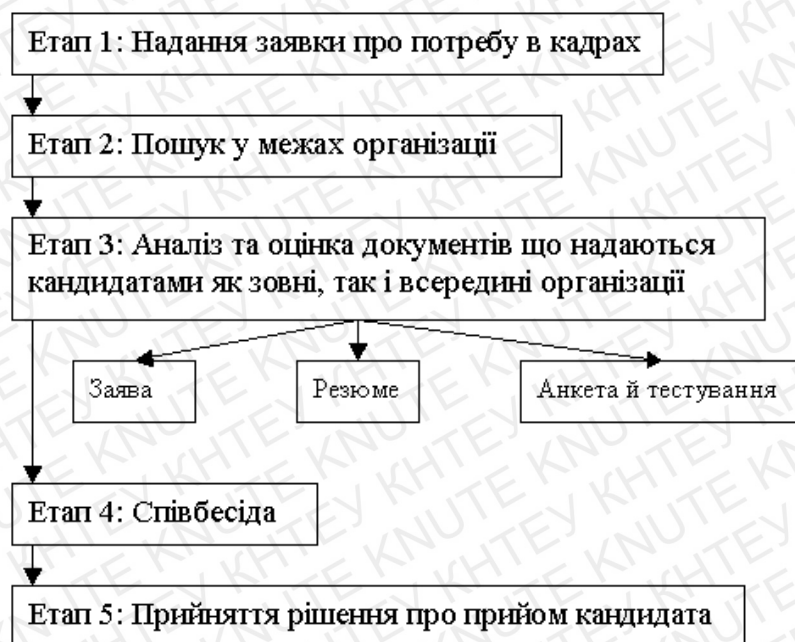 Етап 1: Надання заявки про потребу в кадрах
Етап 2: Пошук у межах організації
Етап 3: Аналіз та оцінка документів що надаються
кандидатами як зовні, так і всередині організації
Заява
Резюме
Анкета й тестування
Етап 4: Співбесіда
Етап 5: Прийняття рішення про прийом кандидата